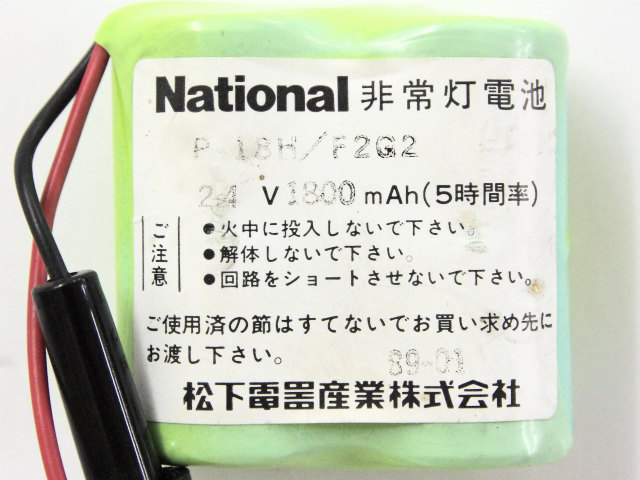 National 非常灯電池
P-18H/F2G2
2.4 V 1800 mAh(5時間率)
ご注意
●火中に投入しないで下さい。
●解体しないで下さい。
●回路をショートさせないで下さい。
ご使用済の節はすてないでお買い求め先に
お渡し下さい。
89-01
松下電器産業株式会社